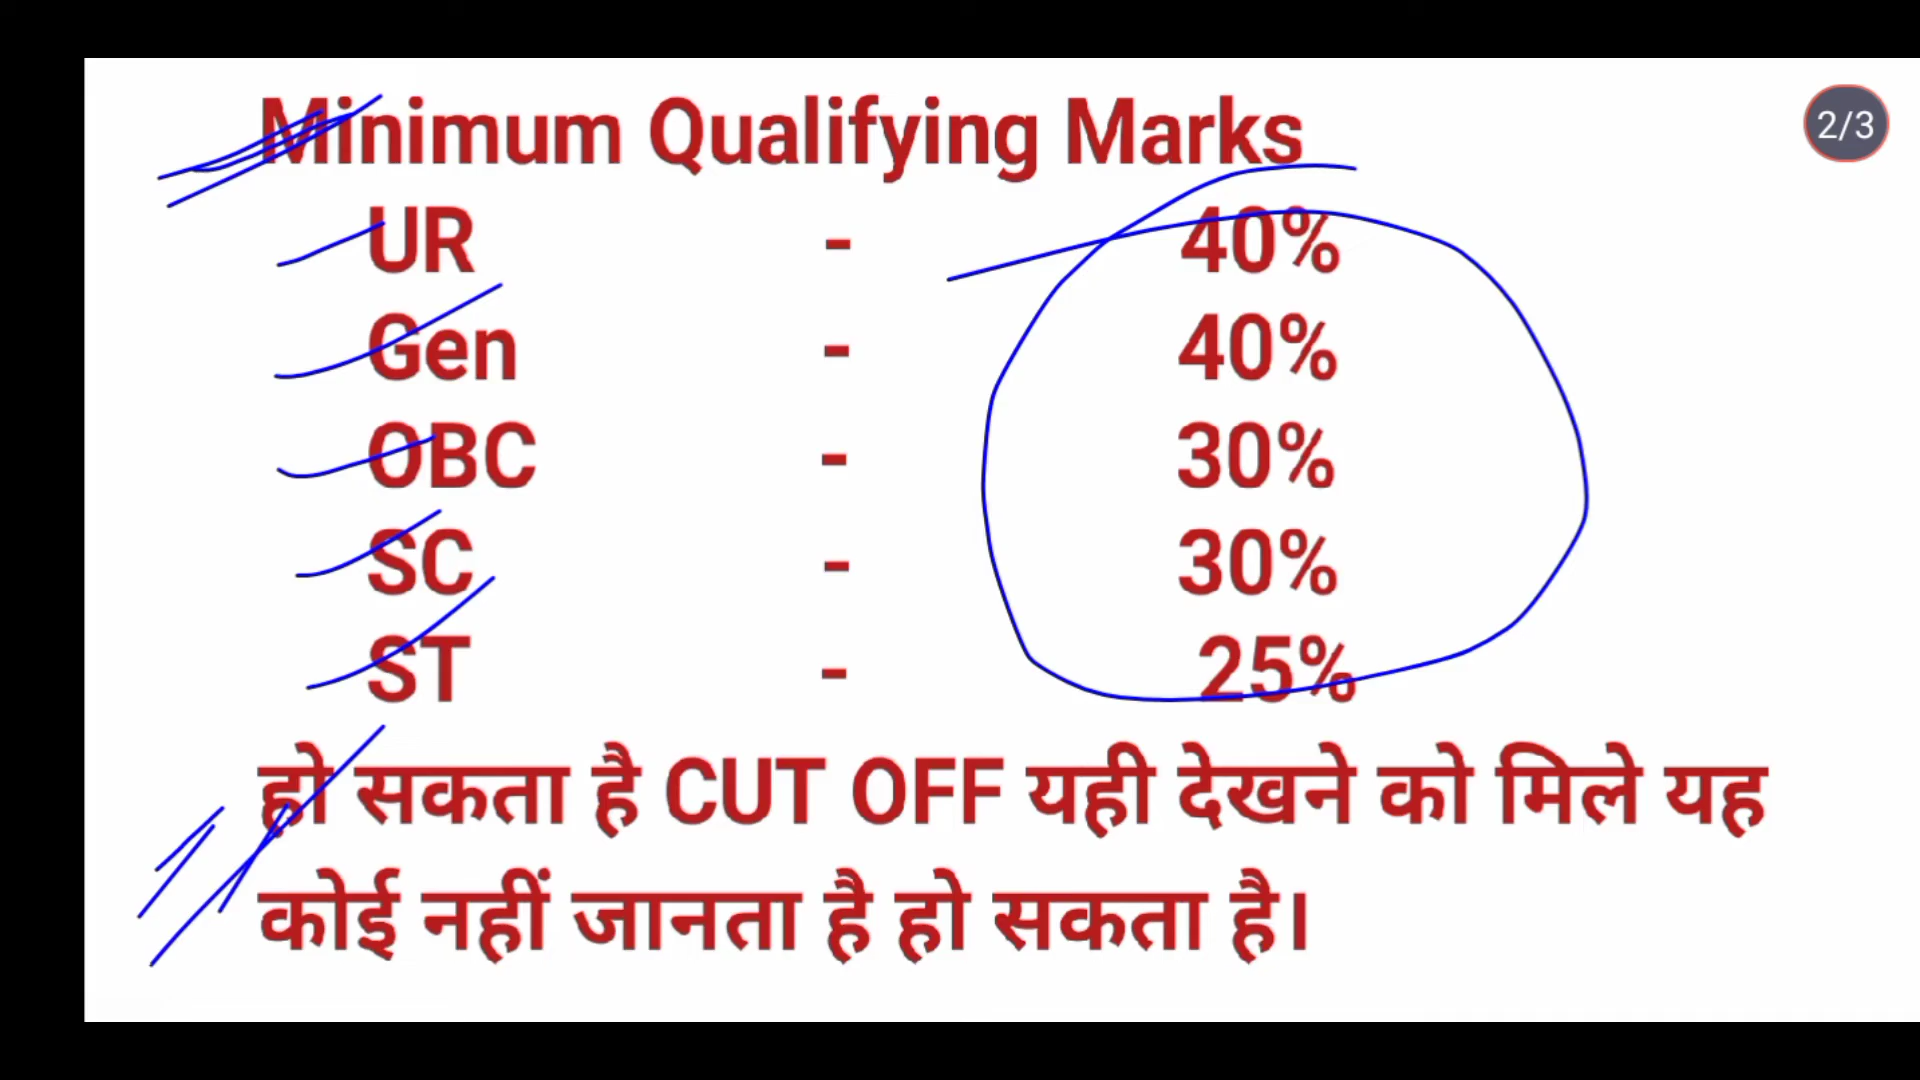 Minimum Qualifying Marks
2/3
UR - 40%
Gen - 40%
OBC - 30%
SC - 30%
ST - 25%
हो सकता है CUT OFF यही देखने को मिले यह
कोई नहीं जानता है हो सकता है।